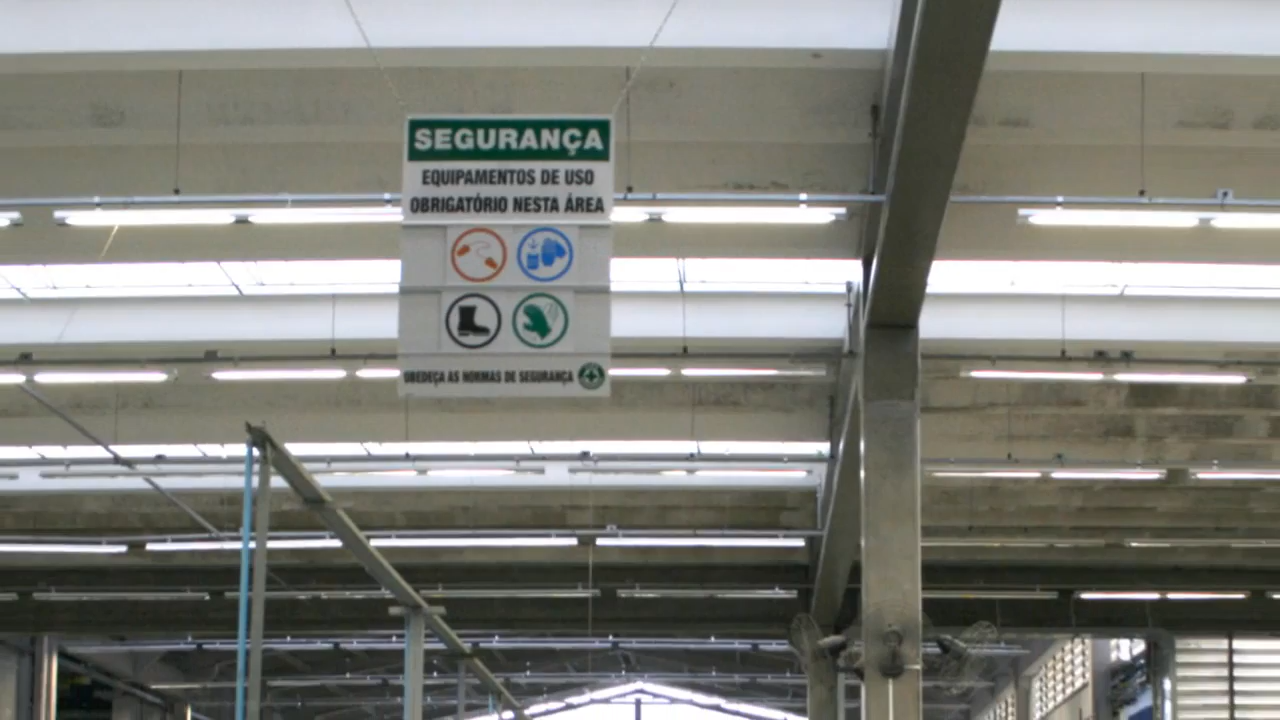 SEGURANÇA
EQUIPAMENTOS DE USO
OBRIGATÓRIO NESTA ÁREA
OBEDEÇA AS NORMAS DE SEGURANÇA